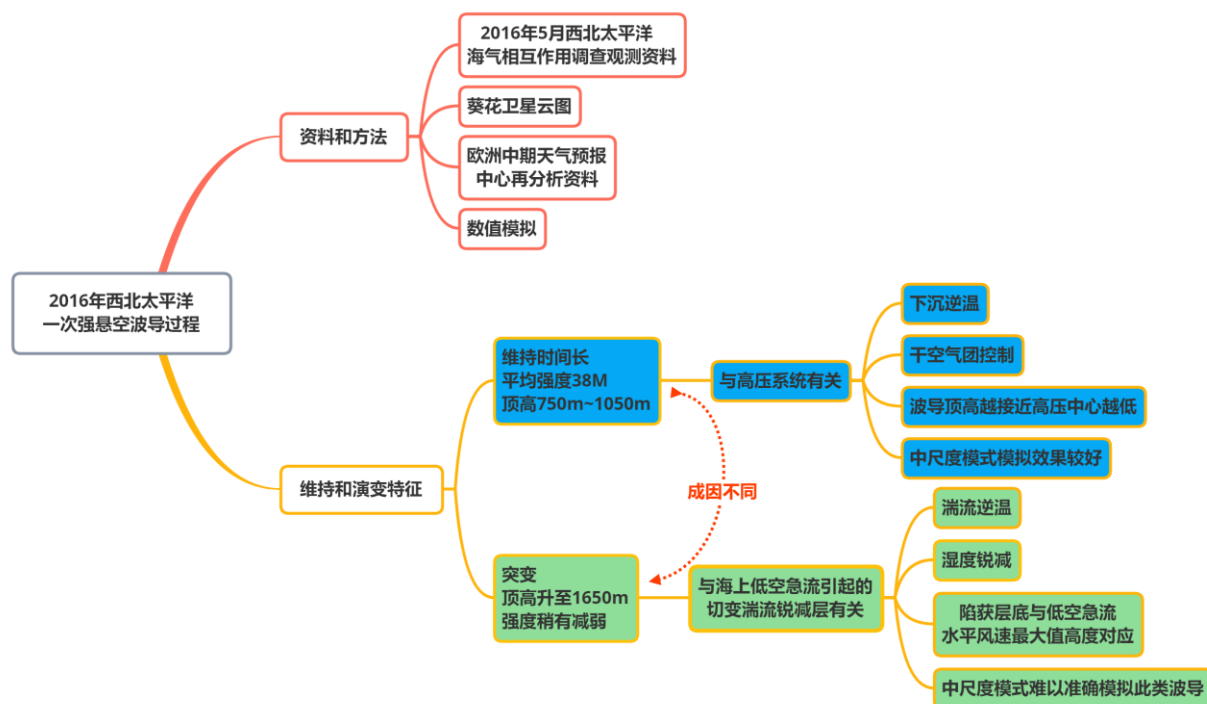 2016年西北太平洋
一次强悬空波导过程
资料和方法
2016年5月西北太平洋
海气相互作用调查观测资料
葵花卫星云图
欧洲中期天气预报
中心再分析资料
数值模拟
维持和演变特征
维持时间长
平均强度38M
顶高750m~1050m
与高压系统有关
下沉逆温
干空气团控制
波导顶高越接近高压中心越低
中尺度模式模拟效果较好
成因不同
突变
顶高升至1650m
强度稍有减弱
与海上低空急流引起的
切变湍流锐减层有关
湍流逆温
湿度锐减
陷获层底与低空急流
水平风速最大值高度对应
中尺度模式难以准确模拟此类波导